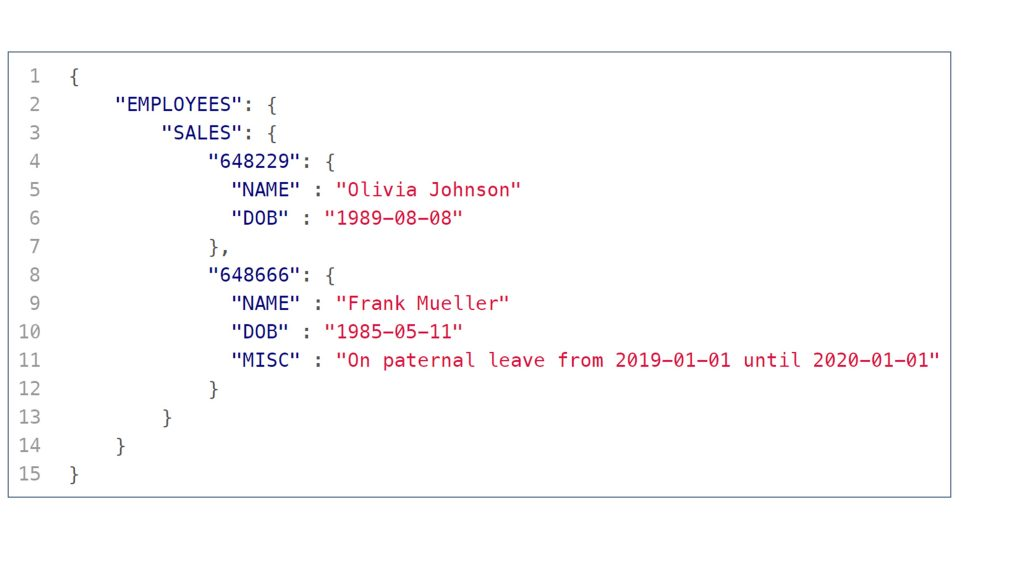 1 {
2 "EMPLOYEES": {
3 "SALES": {
4 "648229": {
5 "NAME" : "Olivia Johnson"
6 "DOB" : "1989-08-08"
7 },
8 "648666": {
9 "NAME" : "Frank Mueller"
10 "DOB" : "1985-05-11"
11 "MISC" : "On paternal leave from 2019-01-01 until 2020-01-01"
12 }
13 }
14 }
15 }